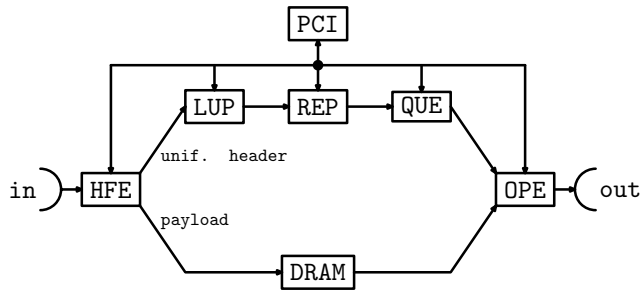 PCI
LUP REP QUE
unif. header
in HFE OPE out
payload
DRAM